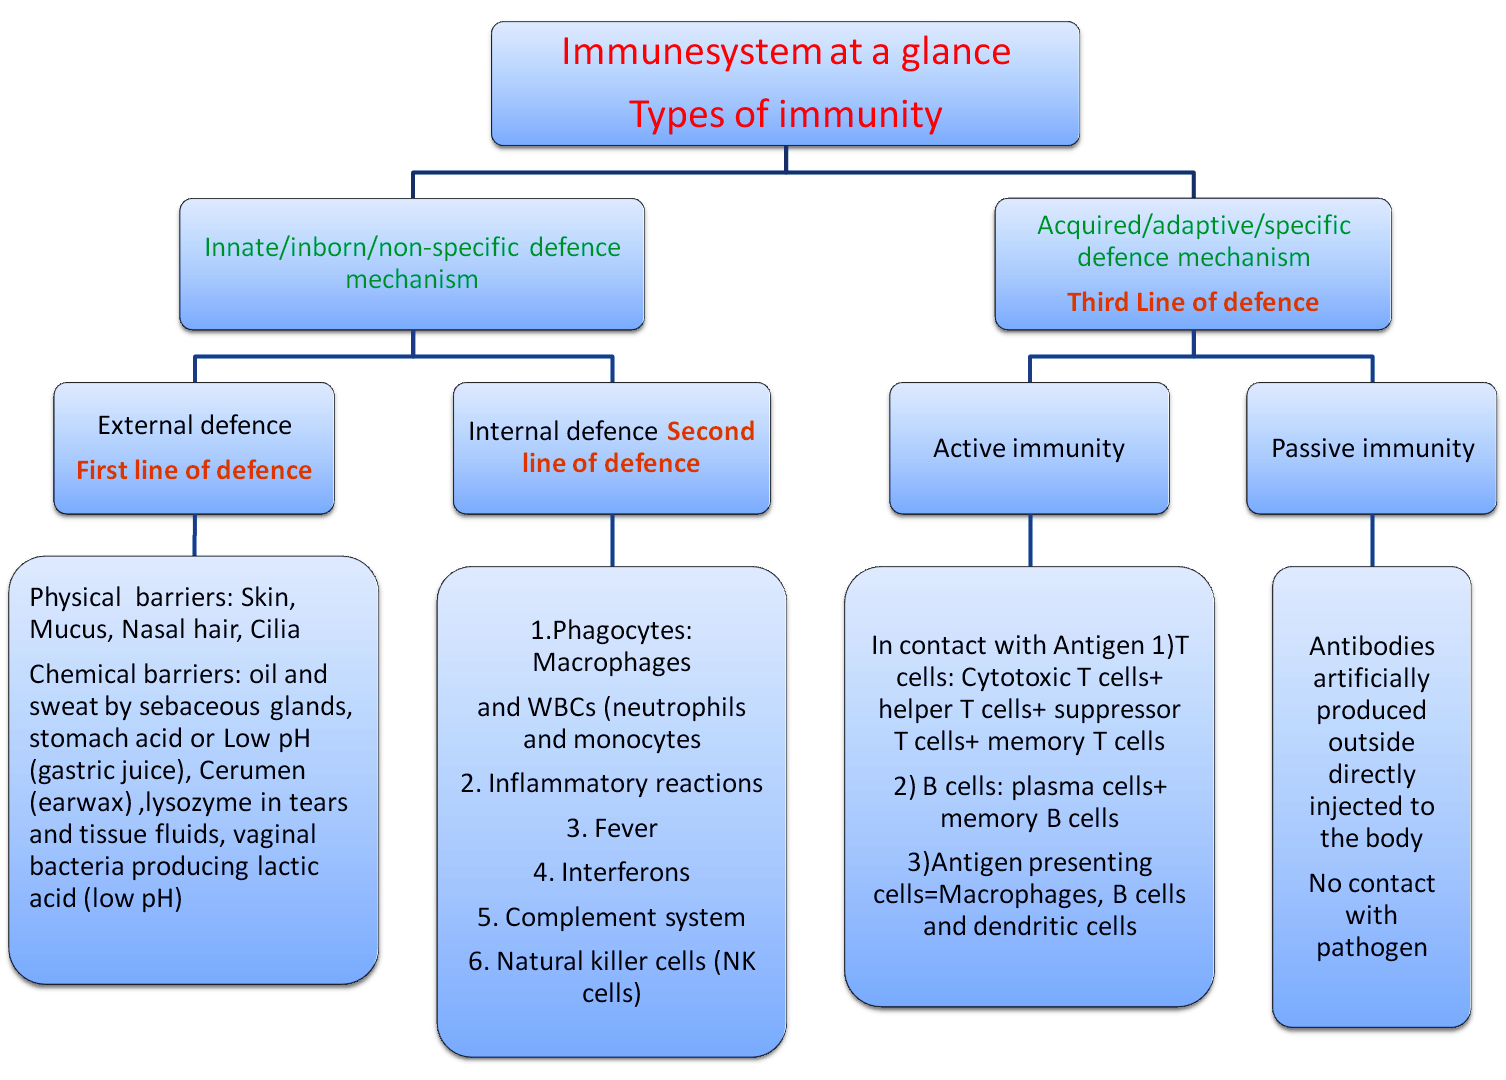 Immunesystem at a glance
Types of immunity
Innate/inborn/non-specific defence
mechanism
Acquired/adaptive/specific
defence mechanism
Third Line of defence
External defence
First line of defence
Internal defence Second
line of defence
Active immunity
Passive immunity
Physical barriers: Skin,
Mucus, Nasal hair, Cilia
Chemical barriers: oil and
sweat by sebaceous glands,
stomach acid or Low pH
(gastric juice), Cerumen
(earwax) ,lysozyme in tears
and tissue fluids, vaginal
bacteria producing lactic
acid (low pH)
1.Phagocytes:
Macrophages
and WBCs (neutrophils
and monocytes
2. Inflammatory reactions
3. Fever
4. Interferons
5. Complement system
6. Natural killer cells (NK
cells)
In contact with Antigen 1)T
cells: Cytotoxic T cells+
helper T cells+ suppressor
T cells+ memory T cells
2) B cells: plasma cells+
memory B cells
3)Antigen presenting
cells=Macrophages, B cells
and dendritic cells
Antibodies
artificially
produced
outside
directly
injected to
the body
No contact
with
pathogen